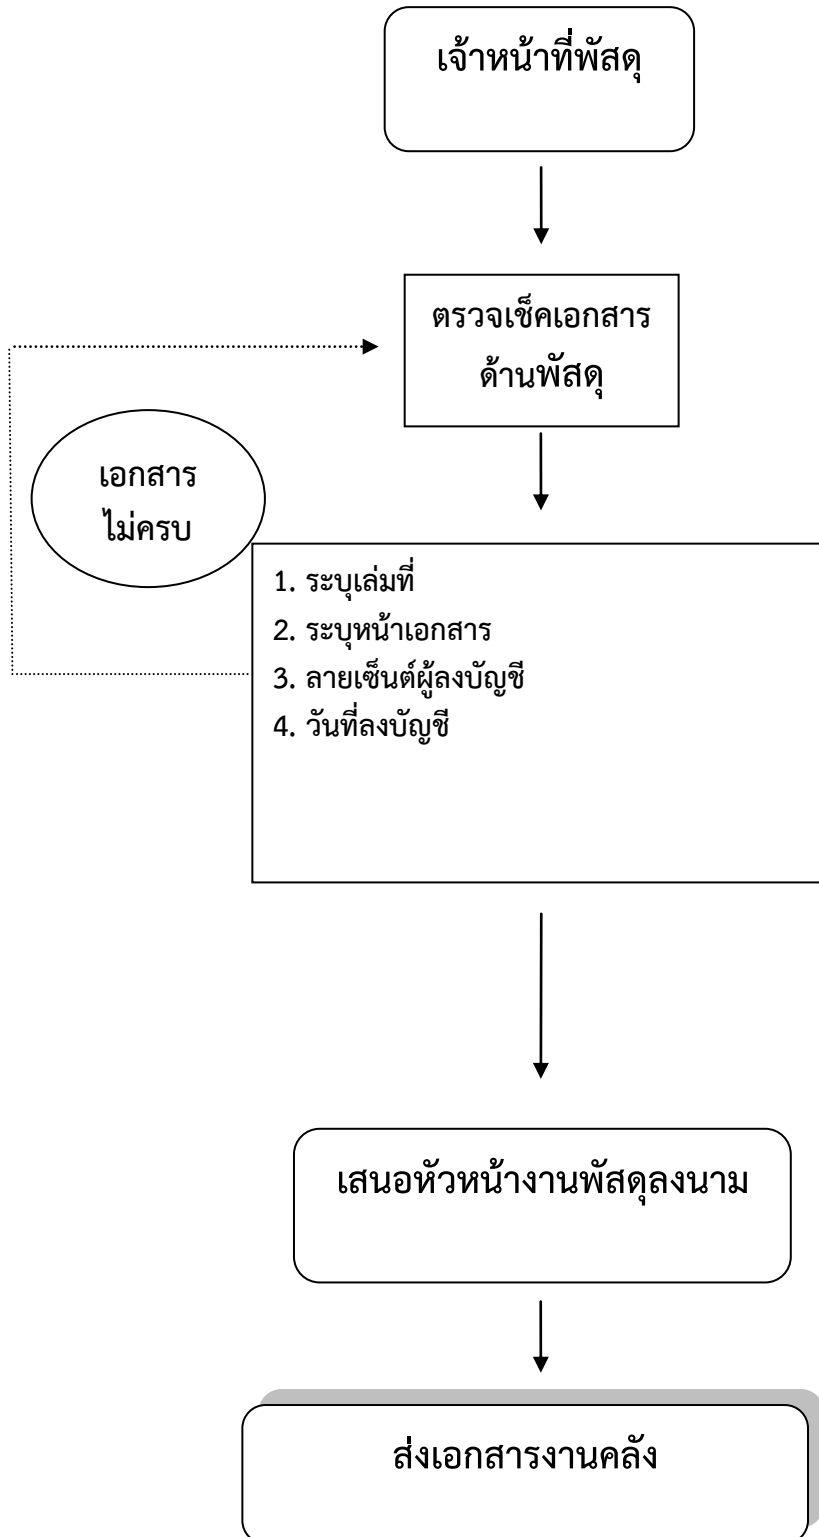 เจ้าหน้าที่พัสดุ
ตรวจเช็คเอกสาร
ด้านพัสดุ
เอกสาร
ไม่ครบ
1. ระบุเล่มที่
2. ระบุหน้าเอกสาร
3. ลายเซ็นต์ผู้ลงบัญชี
4. วันที่ลงบัญชี
เสนอหัวหน้างานพัสดุลงนาม
ส่งเอกสารงานคลัง